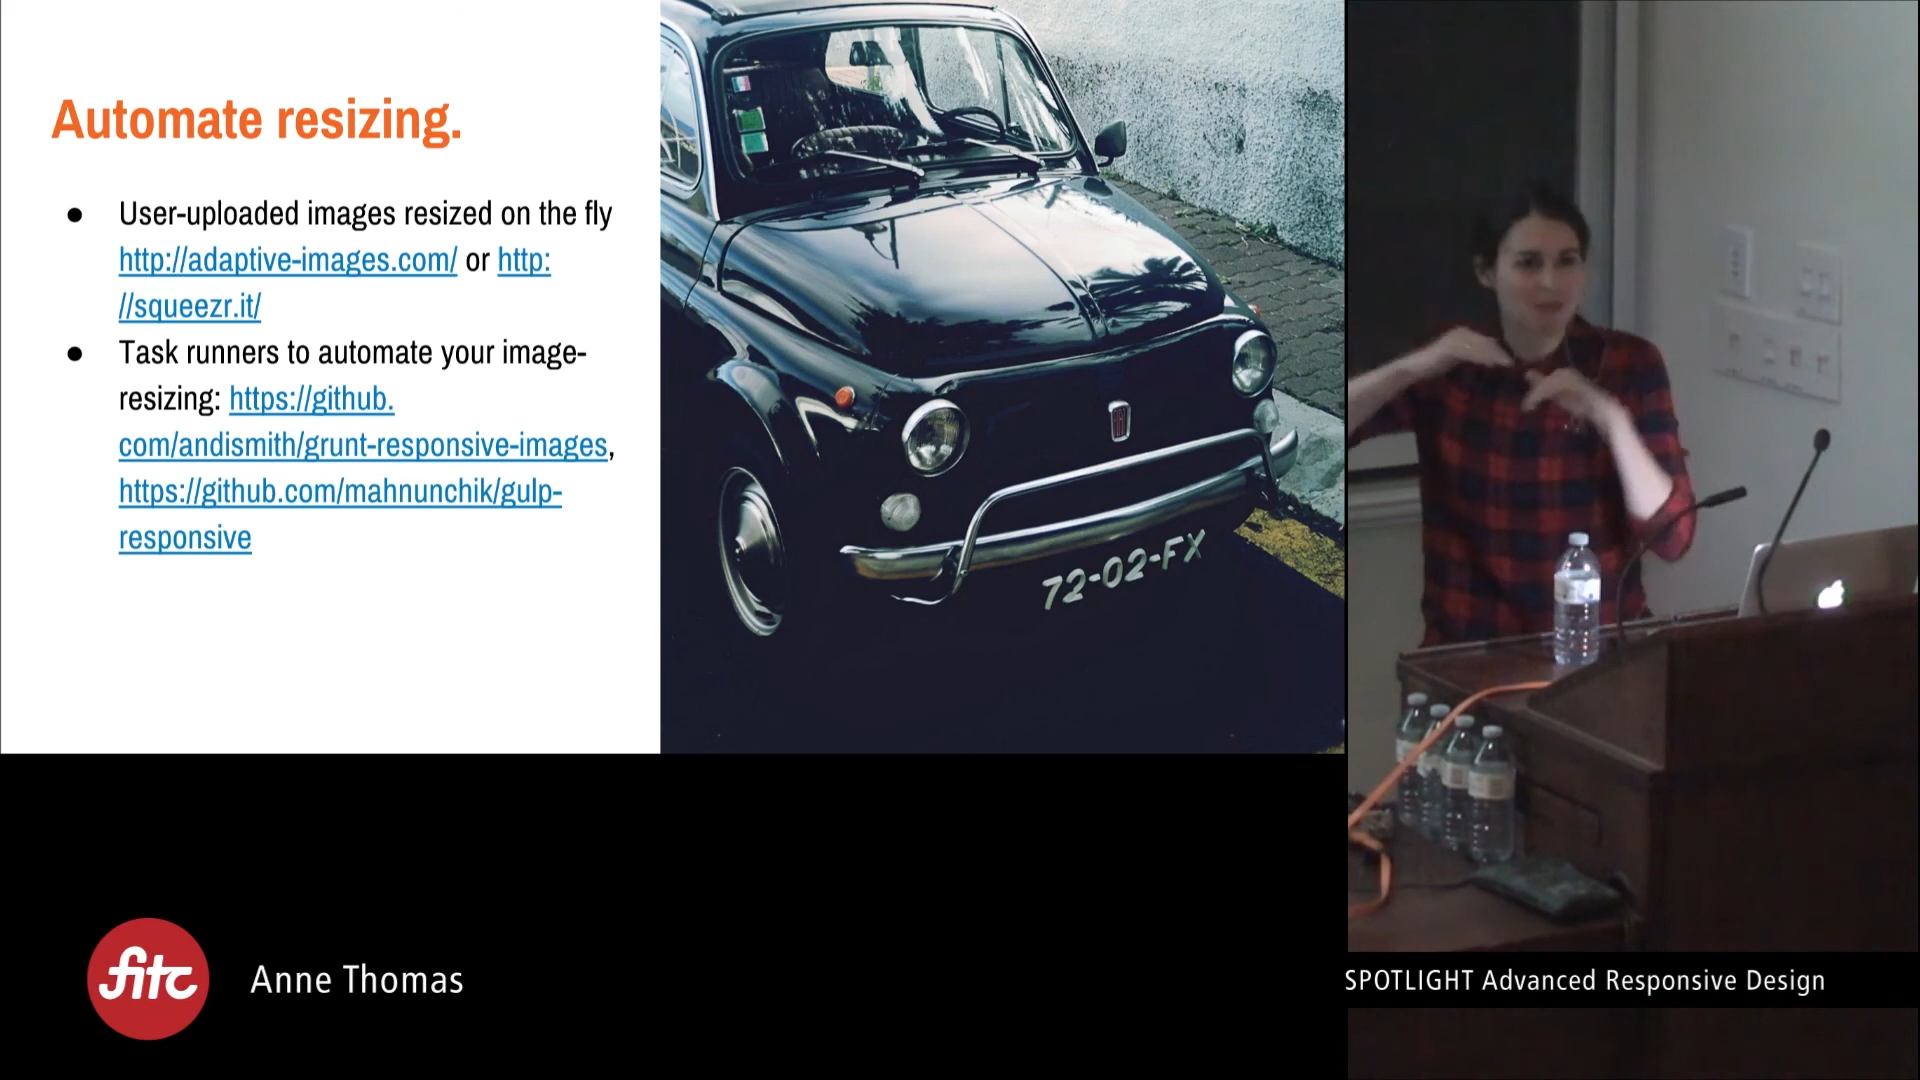 Automate resizing.
● User-uploaded images resized on the fly
http://adaptive-images.com/ or http:
//squeezr.it/
● Task runners to automate your image-
resizing: https://github.
com/andismith/grunt-responsive-images,
https://github.com/mahnunchik/gulp-
responsive
72-02-FX
fitc
Anne Thomas
SPOTLIGHT Advanced Responsive Design